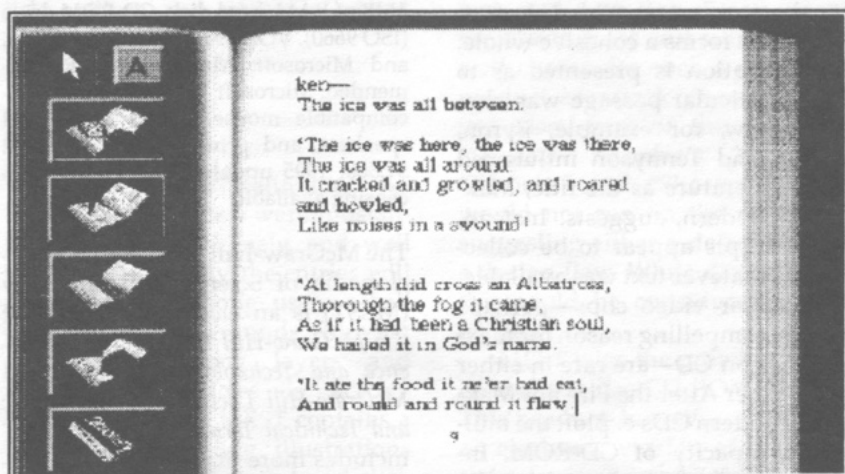 A
ker—
The ice was all between.
'The ice was here, the ice was there,
The ice was all around:
It cracked and growled, and roared
and howled,
Like noises in a swound!
'At length did cross an Albatross,
Thorough the fog it came;
As if it had been a Christian soul,
We hailed it in God's name.
'It ate the food it ne'er had eat,
And round and round it flew.
9